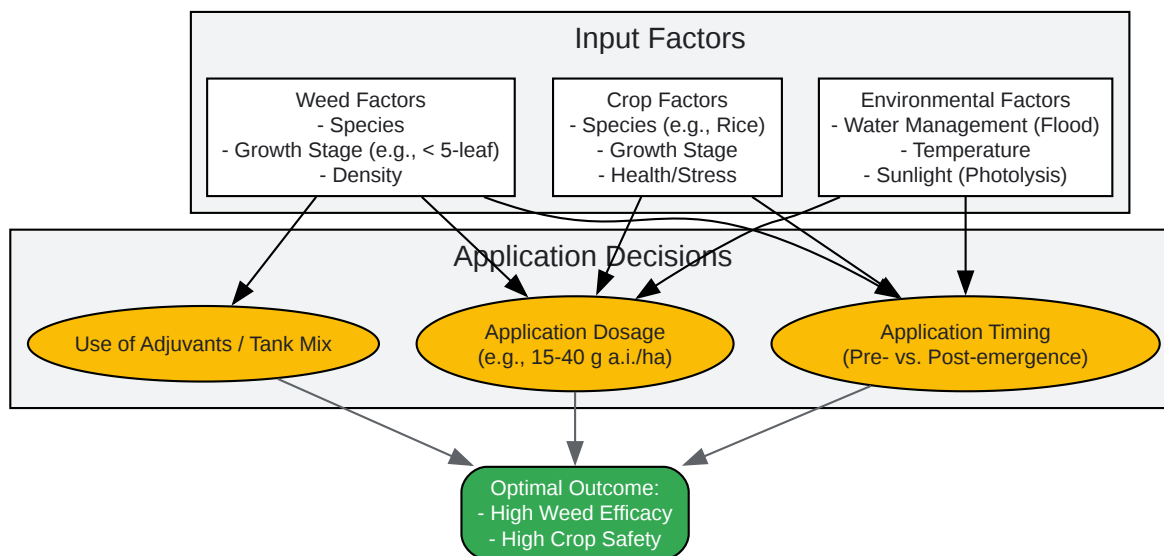 Input Factors
Weed Factors
- Species
- Growth Stage (e.g., < 5-leaf)
- Density
Crop Factors
- Species (e.g., Rice)
- Growth Stage
- Health/Stress
Environmental Factors
- Water Management (Flood)
- Temperature
- Sunlight (Photolysis)
Application Decisions
Use of Adjuvants / Tank Mix
Application Dosage
(e.g., 15-40 g a.i./ha)
Application Timing
(Pre- vs. Post-emergence)
Optimal Outcome:
- High Weed Efficacy
- High Crop Safety